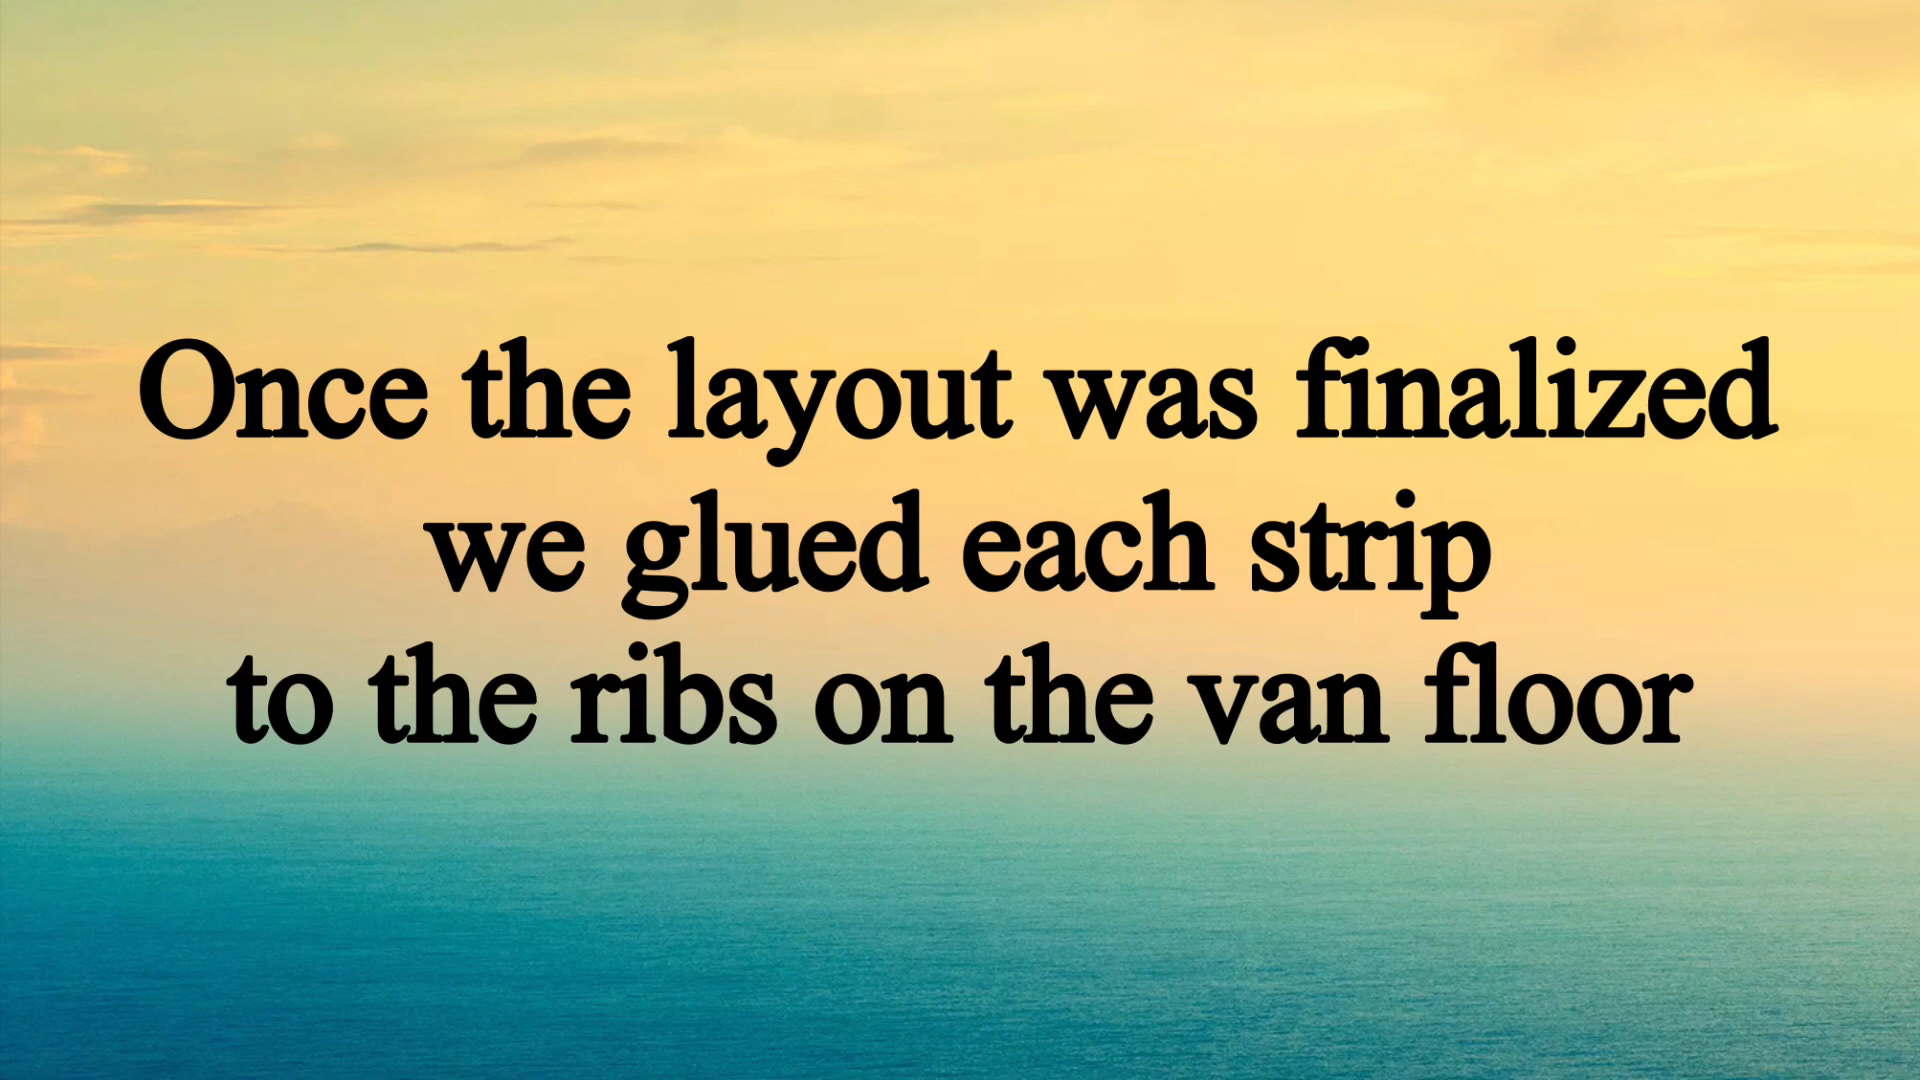 Once the layout was finalized
we glued each strip
to the ribs on the van floor